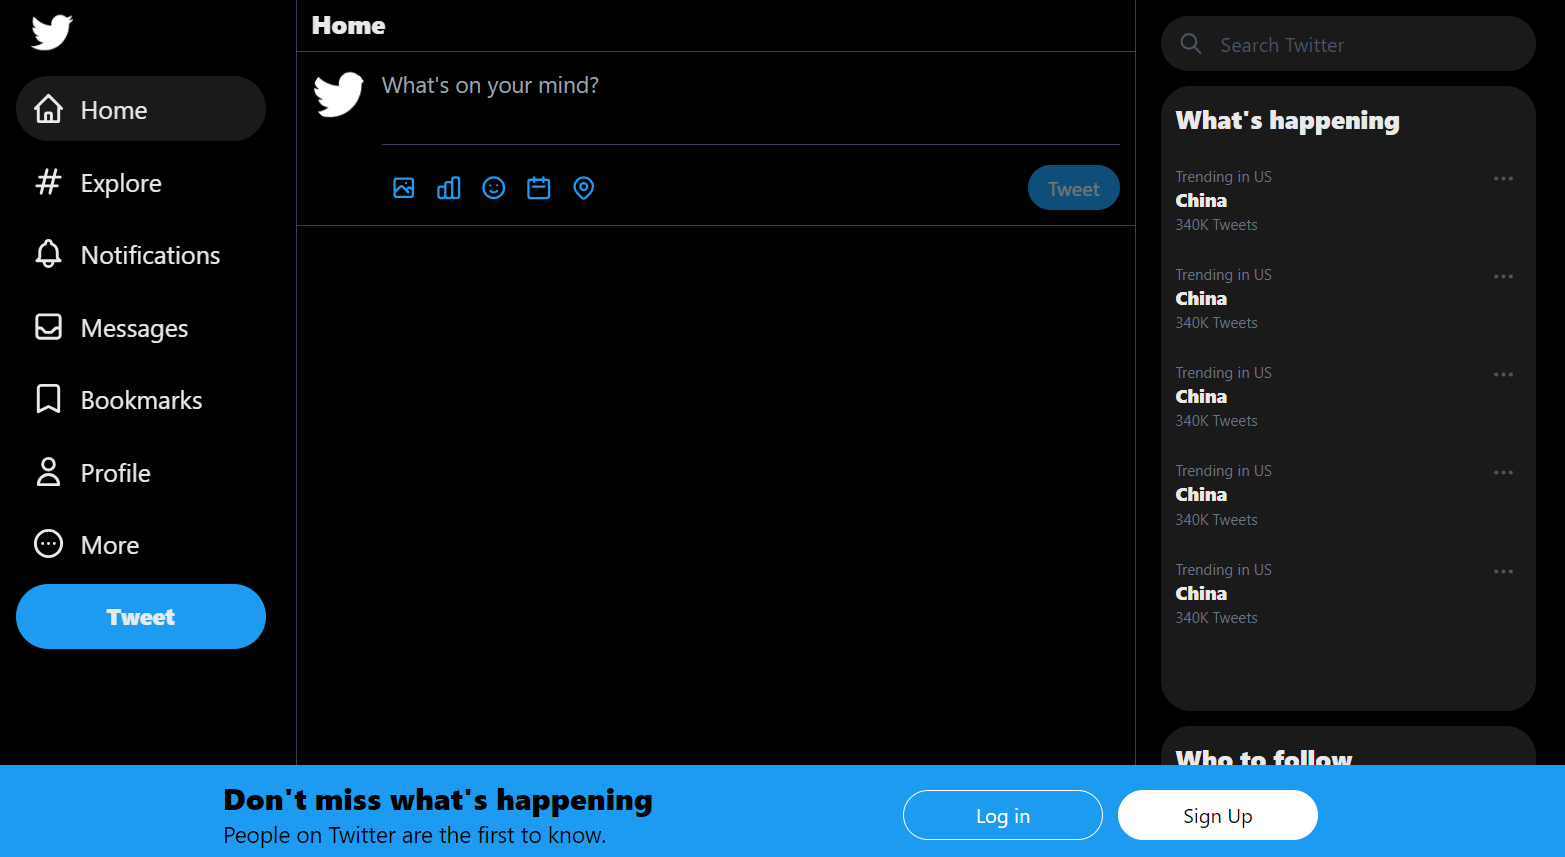 Home
Explore
Notifications
Messages
Bookmarks
Profile
More
Tweet
Home
What's on your mind?
Tweet
Search Twitter
What's happening
Trending in US
China
340K Tweets
Trending in US
China
340K Tweets
Trending in US
China
340K Tweets
Trending in US
China
340K Tweets
Trending in US
China
340K Tweets
Who to follow
Don't miss what's happening
People on Twitter are the first to know.
Log in
Sign Up